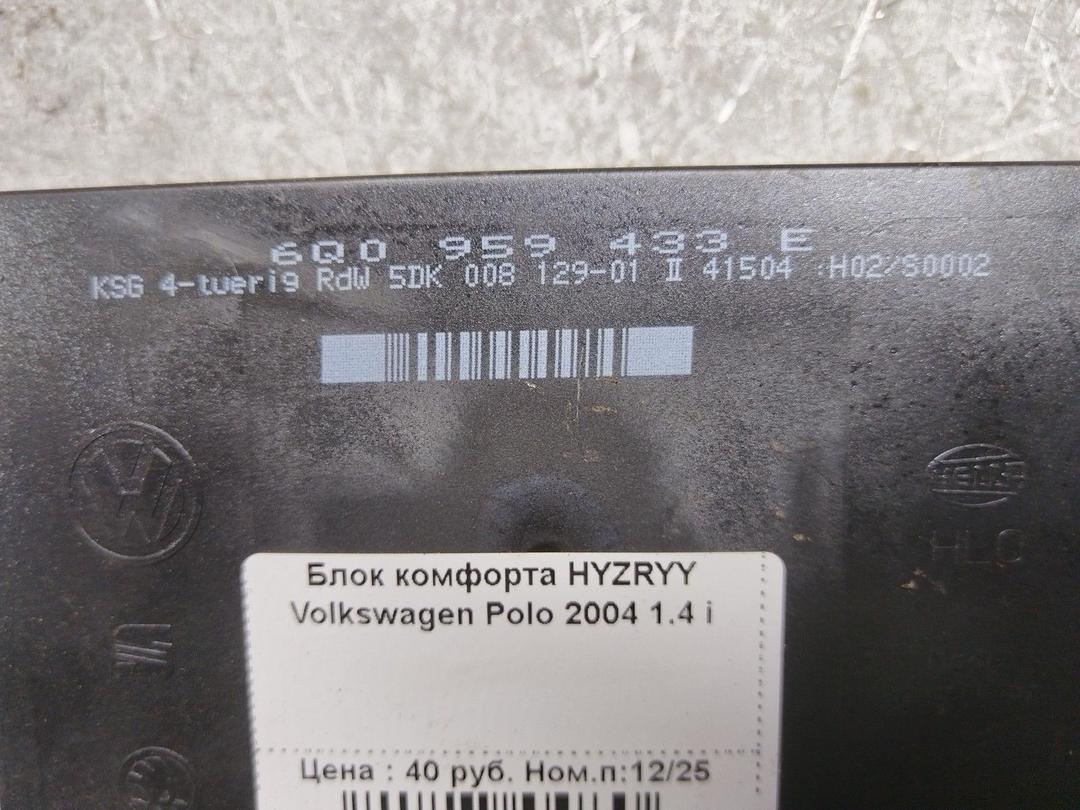 6Q0 959 433 E
KSG 4-tuerig RdW 5DK 008 129-01 II 41504 H02/S0002
HELLA
HLO
Блок комфорта HYZRYY
Volkswagen Polo 2004 1.4 i
Цена : 40 руб. Ном.п:12/25